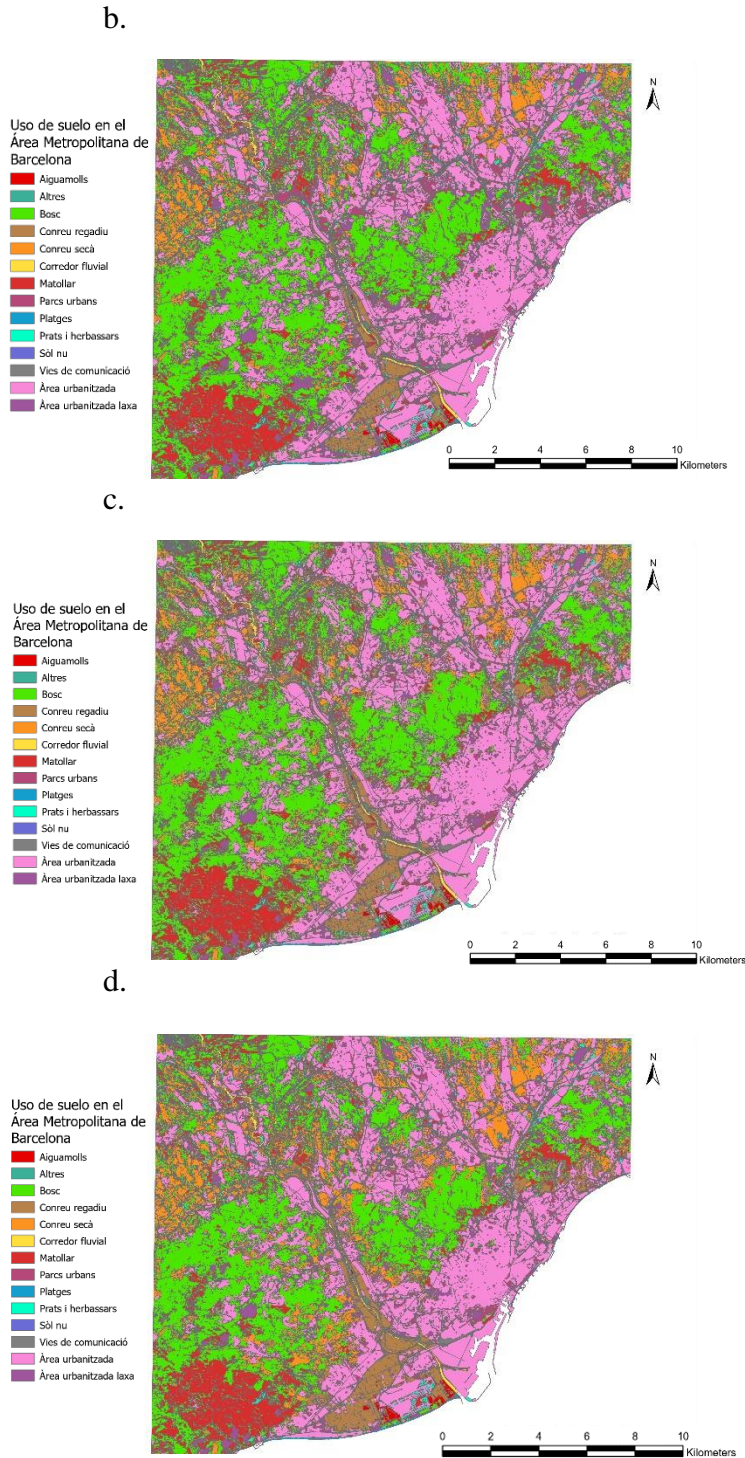 b.
N
Uso de suelo en el
Área Metropolitana de
Barcelona
Aiguamolls
Altres
Bosc
Conreu regadiu
Conreu secà
Corredor fluvial
Matollar
Parcs urbans
Platges
Prats i herbassars
Sòl nu
Vies de comunicació
Àrea urbanitzada
Àrea urbanitzada laxa
0 2 4 6 8 10
Kilometers
c.
N
Uso de suelo en el
Área Metropolitana de
Barcelona
Aiguamolls
Altres
Bosc
Conreu regadiu
Conreu secà
Corredor fluvial
Matollar
Parcs urbans
Platges
Prats i herbassars
Sòl nu
Vies de comunicació
Àrea urbanitzada
Àrea urbanitzada laxa
0 2 4 6 8 10
Kilometers
d.
N
Uso de suelo en el
Área Metropolitana de
Barcelona
Aiguamolls
Altres
Bosc
Conreu regadiu
Conreu secà
Corredor fluvial
Matollar
Parcs urbans
Platges
Prats i herbassars
Sòl nu
Vies de comunicació
Àrea urbanitzada
Àrea urbanitzada laxa
0 2 4 6 8 10
Kilometers